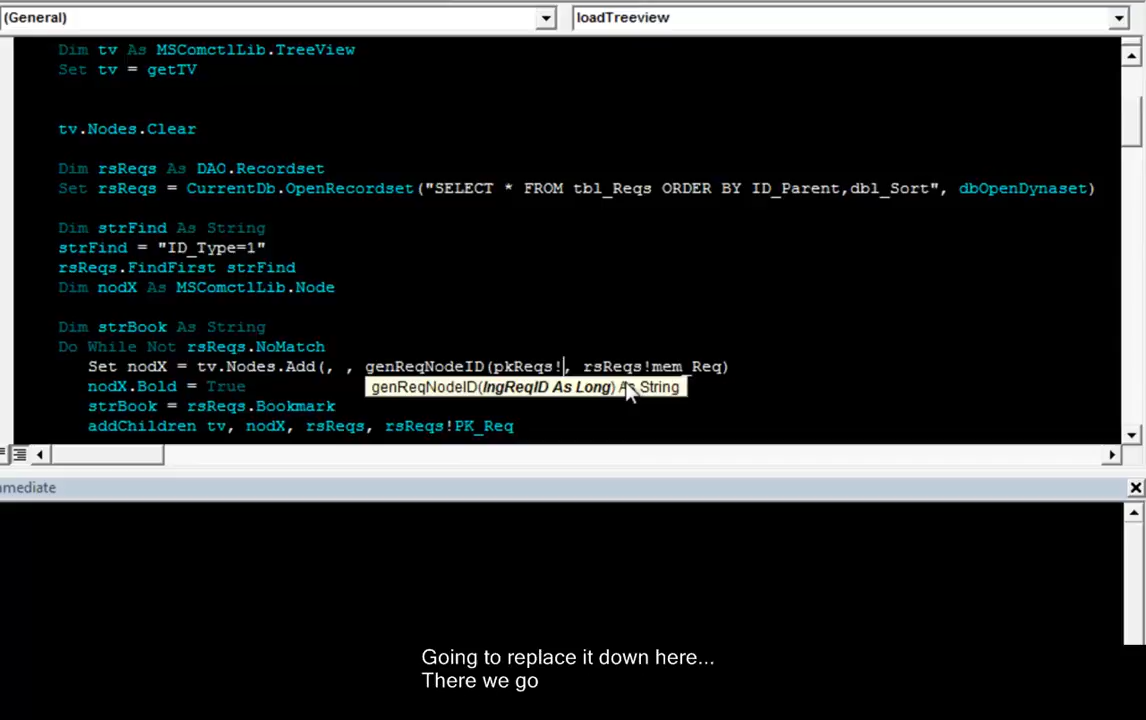 (General) loadTreeview
Dim tv As MSComctlLib.TreeView
Set tv = getTV
tv.Nodes.Clear
Dim rsReqs As DAO.Recordset
Set rsReqs = CurrentDb.OpenRecordset("SELECT * FROM tbl_Reqs ORDER BY ID_Parent,dbl_Sort", dbOpenDynaset)
Dim strFind As String
strFind = "ID_Type=1"
rsReqs.FindFirst strFind
Dim nodX As MSComctlLib.Node
Dim strBook As String
Do While Not rsReqs.NoMatch
Set nodX = tv.Nodes.Add(, , genReqNodeID(pkReqs!, rsReqs!mem_Req)
nodX.Bold = True
genReqNodeID(lngReqID As Long) As String
strBook = rsReqs.Bookmark
addChildren tv, nodX, rsReqs, rsReqs!PK_Req
mmediate
Going to replace it down here...
There we go